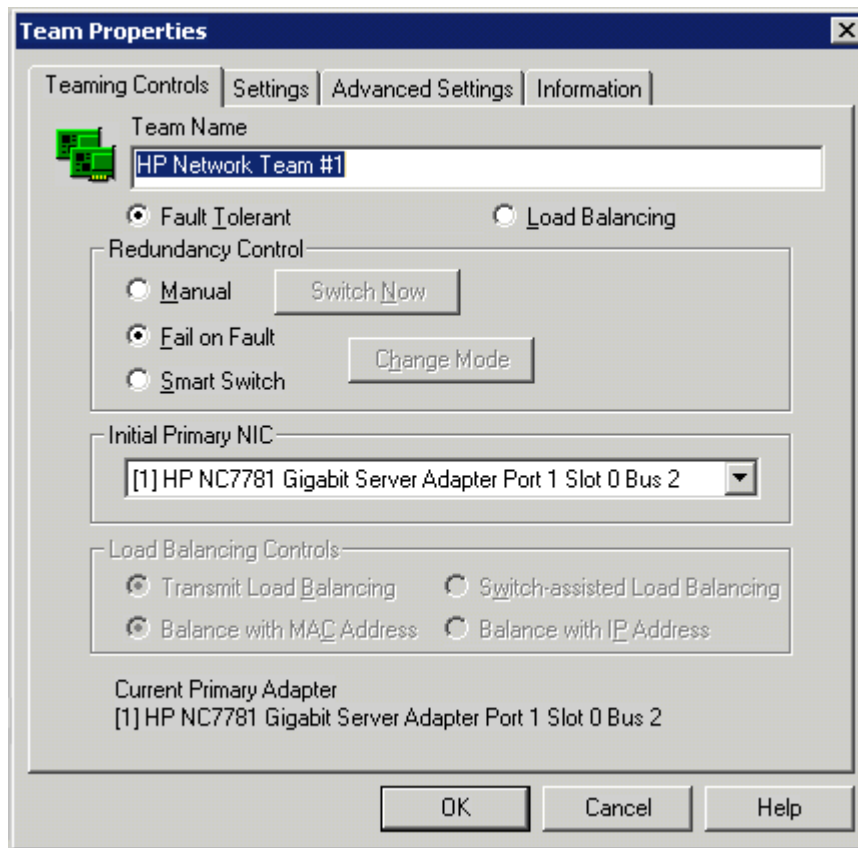 Team Properties
Teaming Controls Settings Advanced Settings Information
Team Name
HP Network Team #1
Fault Tolerant Load Balancing
Redundancy Control
Manual Switch Now
Fail on Fault
Change Mode
Smart Switch
Initial Primary NIC
[1] HP NC7781 Gigabit Server Adapter Port 1 Slot 0 Bus 2
Load Balancing Controls
Transmit Load Balancing Switch-assisted Load Balancing
Balance with MAC Address Balance with IP Address
Current Primary Adapter
[1] HP NC7781 Gigabit Server Adapter Port 1 Slot 0 Bus 2
OK Cancel Help